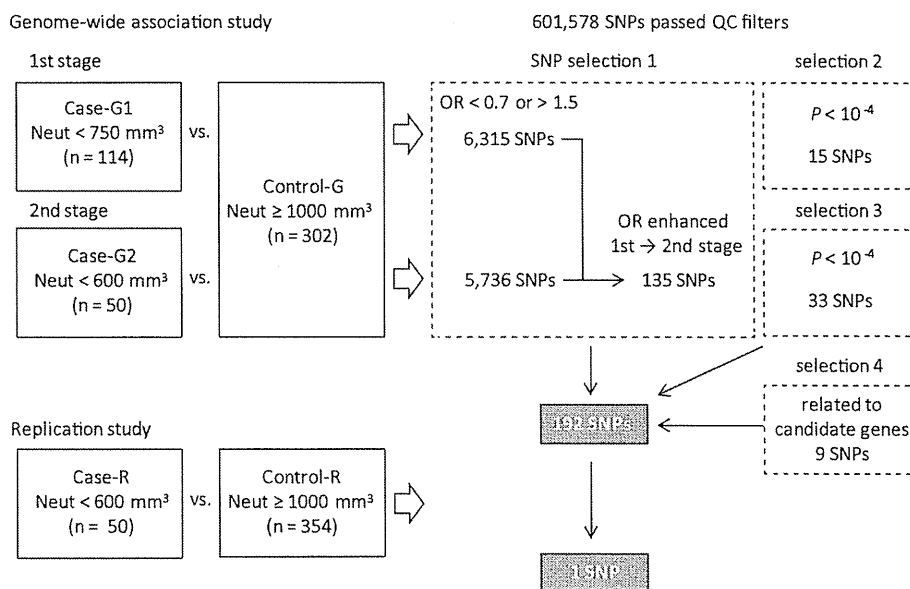 Genome-wide association study
601,578 SNPs passed QC filters
1st stage
SNP selection 1
selection 2
Case-G1
Neut < 750 mm³
(n = 114)
vs.
2nd stage
Case-G2
Neut < 600 mm³
(n = 50)
vs.
Control-G
Neut ≥ 1000 mm³
(n = 302)
OR < 0.7 or > 1.5
6,315 SNPs
5,736 SNPs
OR enhanced
1st → 2nd stage
135 SNPs
P < 10⁻⁴
15 SNPs
selection 3
P < 10⁻⁴
33 SNPs
selection 4
related to
candidate genes
9 SNPs
192 SNPs
Replication study
Case-R
Neut < 600 mm³
(n = 50)
vs.
Control-R
Neut ≥ 1000 mm³
(n = 354)
1 SNP